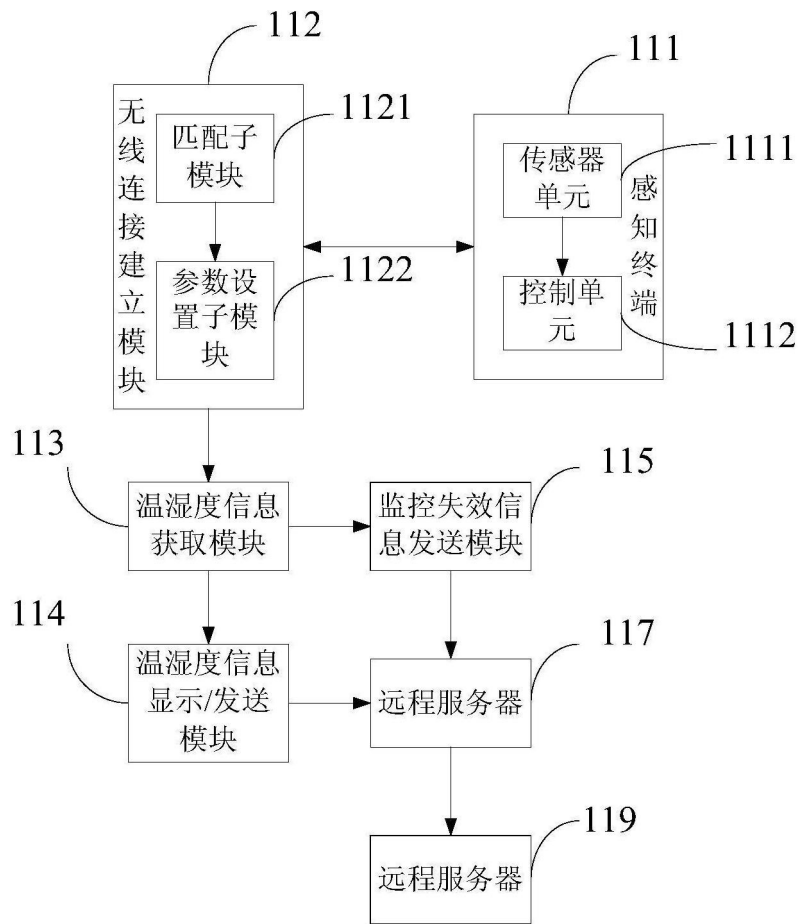 112
111
无线连接建立模块
匹配子
模块
1121
参数设
置子模
块
1122
传感器
单元
1111
控制单
元
1112
感知终端
113
温湿度信息
获取模块
115
监控失效信
息发送模块
114
温湿度信息
显示/发送
模块
117
远程服务器
119
远程服务器